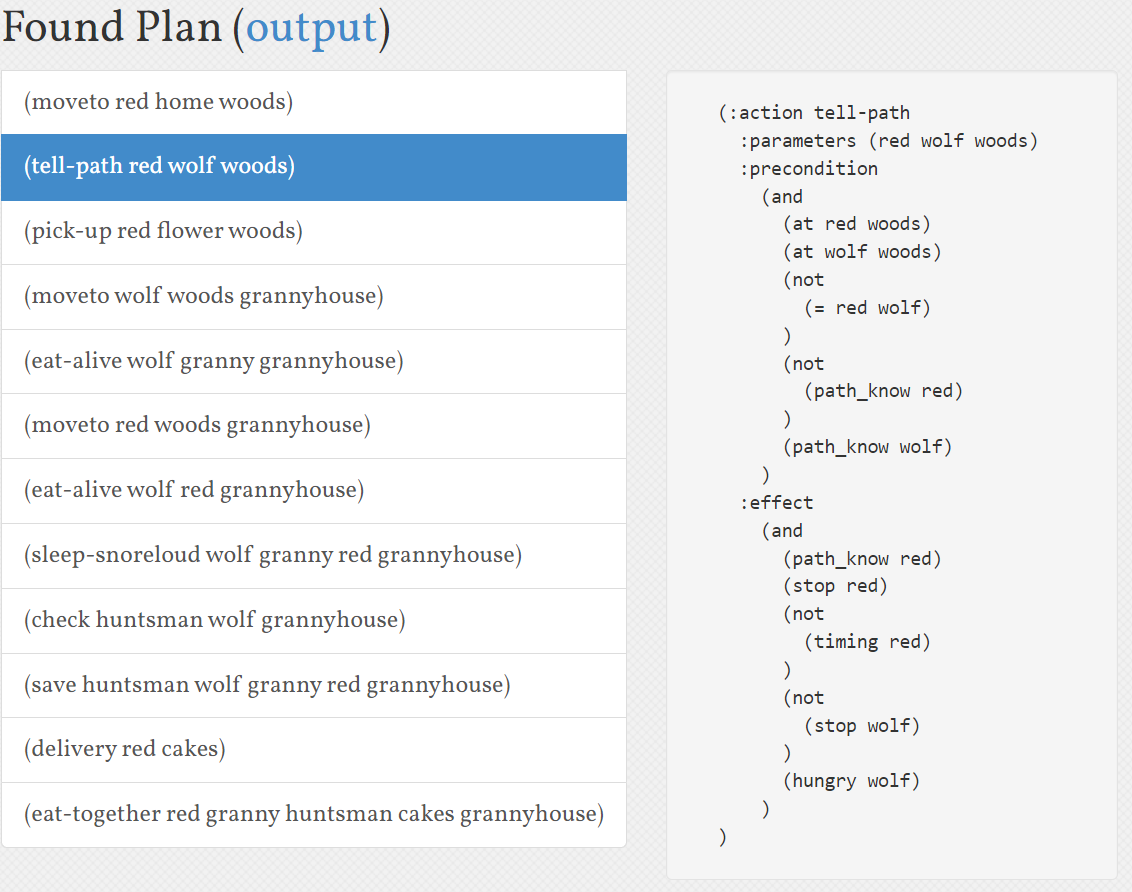 Found Plan (output)
(moveto red home woods)
(tell-path red wolf woods)
(pick-up red flower woods)
(moveto wolf woods grannyhouse)
(eat-alive wolf granny grannyhouse)
(moveto red woods grannyhouse)
(eat-alive wolf red grannyhouse)
(sleep-snoreloud wolf granny red grannyhouse)
(check huntsman wolf grannyhouse)
(save huntsman wolf granny red grannyhouse)
(delivery red cakes)
(eat-together red granny huntsman cakes grannyhouse)
(:action tell-path
  :parameters (red wolf woods)
  :precondition
    (and
      (at red woods)
      (at wolf woods)
      (not
        (= red wolf)
      )
      (not
        (path_know red)
      )
      (path_know wolf)
    )
  :effect
    (and
      (path_know red)
      (stop red)
      (not
        (timing red)
      )
      (not
        (stop wolf)
      )
      (hungry wolf)
    )
)